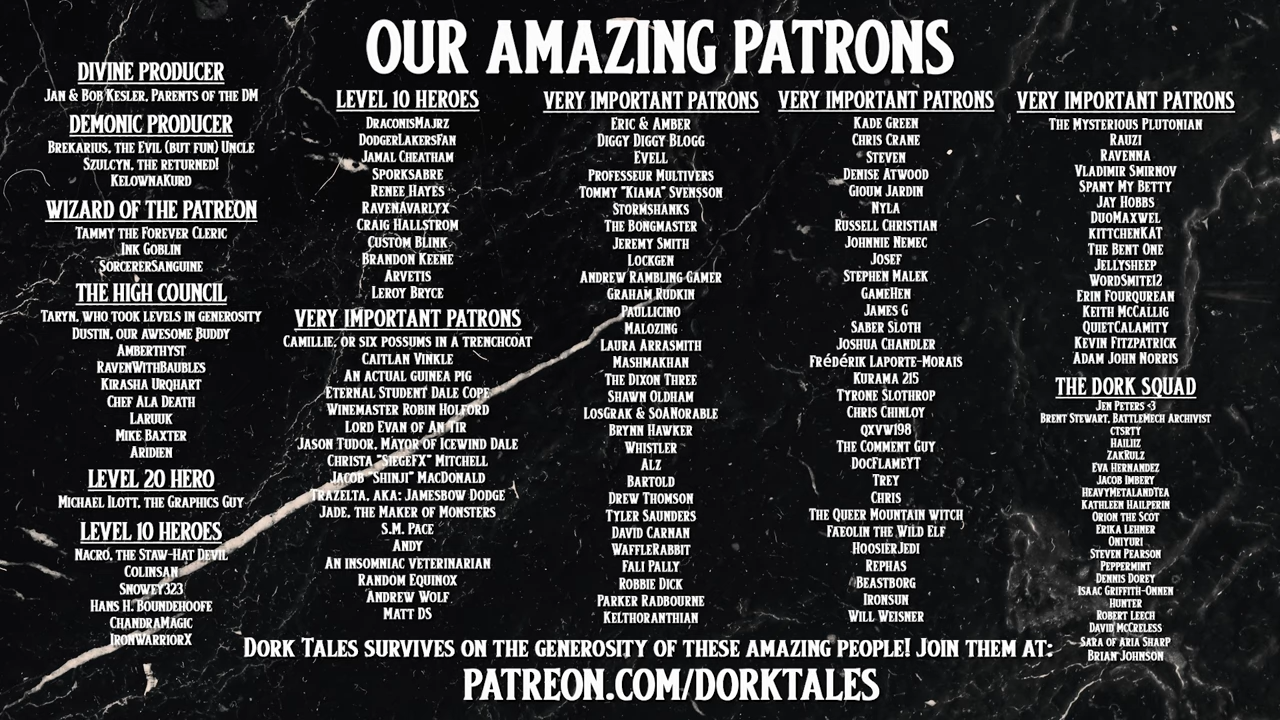 OUR AMAZING PATRONS
DIVINE PRODUCER
JAN & BOB KESLER, PARENTS OF THE DM
DEMONIC PRODUCER
BREKARIUS, THE EVIL (BUT FUN) UNCLE
SZULCYN, THE RETURNED!
KELOWNAKURD
WIZARD OF THE PATREON
TAMMY THE FOREVER CLERIC
INK GOBLIN
SORCERERSANGUINE
THE HIGH COUNCIL
TARYN, WHO TOOK LEVELS IN GENEROSITY
DUSTIN, OUR AWESOME BUDDY
AMBERTHYST
RAVENWITHBAUBLES
KIRASHA URQHART
CHEF ALA DEATH
LARUUK
MIKE BAXTER
ARIDIEN
LEVEL 20 HERO
MICHAEL ILOTT, THE GRAPHICS GUY
LEVEL 10 HEROES
NACRO, THE STAW-HAT DEVIL
COLINSAN
SNOWEY323
HANS H. BOUNDEHOOFE
CHANDRAMAGIC
IRONWARRIORX
LEVEL 10 HEROES
DRACONISMAJRZ
DODGERLAKERSFAN
JAMAL CHEATHAM
SPORKSABRE
RENEE HAYES
RAVENAVARLYX
CRAIG HALLSTROM
CUSTOM BLINK
BRANDON KEENE
ARVETIS
LEROY BRYCE
VERY IMPORTANT PATRONS
CAMILLIE, OR SIX POSSUMS IN A TRENCHCOAT
CAITLAN VINKLE
AN ACTUAL GUINEA PIG
ETERNAL STUDENT DALE COPE
WINEMASTER ROBIN HOLFORD
LORD EVAN OF AN TIR
JASON TUDOR, MAYOR OF ICEWIND DALE
CHRISTA "SIEGEFX" MITCHELL
JACOB "SHINJI" MACDONALD
TRAZELTA, AKA: JAMESBOW DODGE
JADE, THE MAKER OF MONSTERS
S.M. PACE
ANDY
AN INSOMNIAC VETERINARIAN
RANDOM EQUINOX
ANDREW WOLF
MATT DS
VERY IMPORTANT PATRONS
ERIC & AMBER
DIGGY DIGGY BLOGG
EVELL
PROFESSEUR MULTIVERS
TOMMY "KIAMA" SVENSSON
STORMSHANKS
THE BONGMASTER
JEREMY SMITH
LOCKGEN
ANDREW RAMBLING GAMER
GRAHAM RUDKIN
PAULLICINO
MALOZING
LAURA ARRASMITH
MASHMAKHAN
THE DIXON THREE
SHAWN OLDHAM
LOSGRAK & SOANORABLE
BRYNN HAWKER
WHISTLER
ALZ
BARTOLD
DREW THOMSON
TYLER SAUNDERS
DAVID CARNAN
WAFFLERABBIT
FALI PALLY
ROBBIE DICK
PARKER RADBOURNE
KELTHORANTHIAN
VERY IMPORTANT PATRONS
KADE GREEN
CHRIS CRANE
STEVEN
DENISE ATWOOD
GIOUM JARDIN
NYLA
RUSSELL CHRISTIAN
JOHNNIE NEMEC
JOSEF
STEPHEN MALEK
GAMEHEN
JAMES G
SABER SLOTH
JOSHUA CHANDLER
FRÉDÉRIK LAPORTE-MORAIS
KURAMA 215
TYRONE SLOTHROP
CHRIS CHINLOY
QXVW198
THE COMMENT GUY
DOCFLAMEYT
TREY
CHRIS
THE QUEER MOUNTAIN WITCH
FAEOLIN THE WILD ELF
HOOSIERJEDI
REPHAS
BEASTBORG
IRONSUN
WILL WEISNER
VERY IMPORTANT PATRONS
THE MYSTERIOUS PLUTONIAN
RAUZI
RAVENNA
VLADIMIR SMIRNOV
SPANY MY BETTY
JAY HOBBS
DUOMAXWEL
KITTCHENKAT
THE BENT ONE
JELLYSHEEP
WORDSMITE12
ERIN FOURQUREAN
KEITH MCCALLIG
QUIETCALAMITY
KEVIN FITZPATRICK
ADAM JOHN NORRIS
THE DORK SQUAD
JEN PETERS <3
BRENT STEWART, BATTLEMECH ARCHIVIST
CTSRTY
HAILIIZ
ZAKRULZ
EVA HERNANDEZ
JACOB IMBERY
HEAVYMETALANDTEA
KATHLEEN HAILPERIN
ORION THE SCOT
ERIKA LEHNER
ONIYURI
STEVEN PEARSON
PEPPERMINT
DENNIS DOREY
ISAAC GRIFFITH-ONNEN
HUNTER
ROBERT LEECH
DAVID MCCRELESS
SARA OF ARIA SHARP
BRIAN JOHNSON
DORK TALES SURVIVES ON THE GENEROSITY OF THESE AMAZING PEOPLE! JOIN THEM AT:
PATREON.COM/DORKTALES